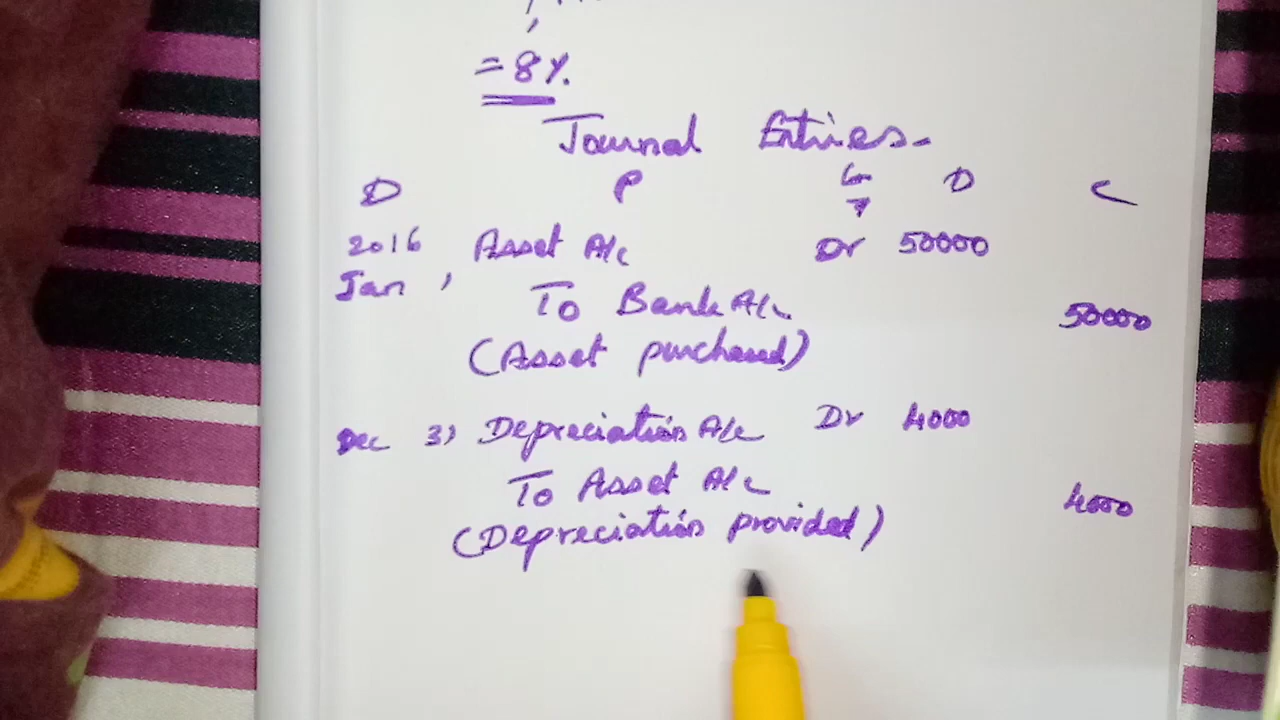 = 8%.
Journal Entries.
D P L F D C
2016 Asset A/c Dr 50000
Jan 1 To Bank A/c 50000
(Asset purchased)
Dec 31 Depreciation A/c Dr 4000
To Asset A/c 4000
(Depreciation provided)